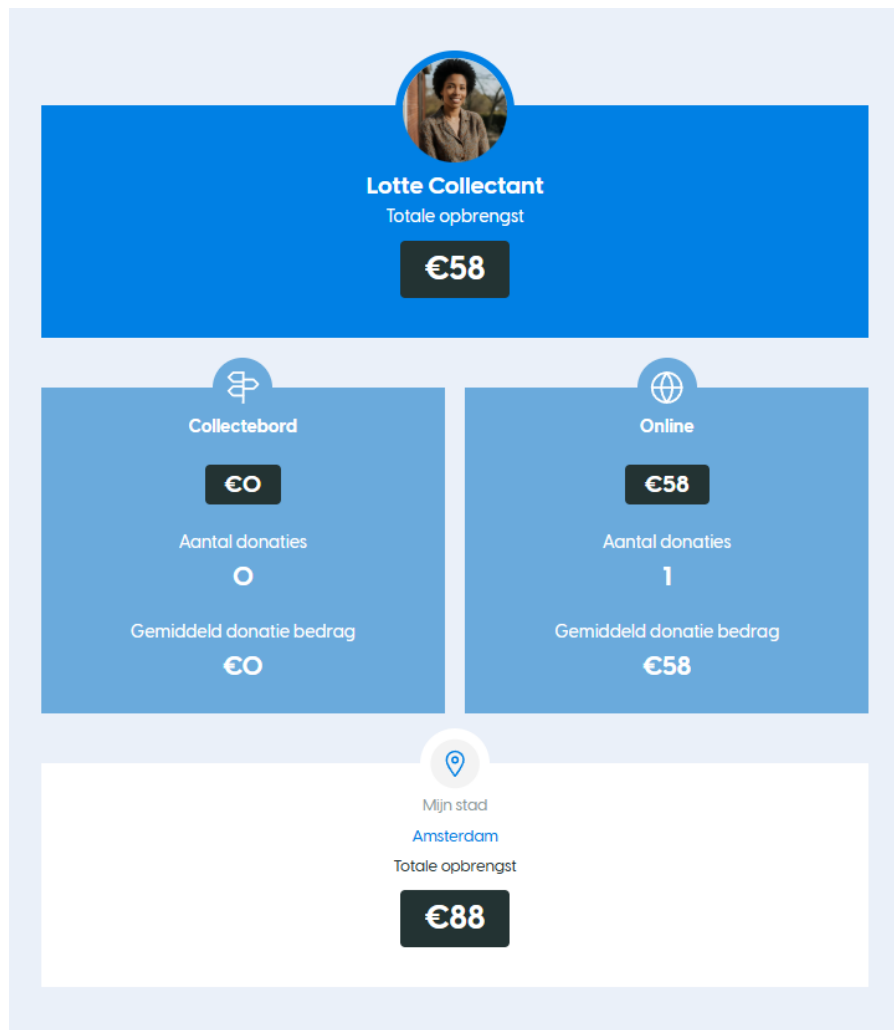 Lotte Collectant
Totale opbrengst
€58
Collectebord
€0
Aantal donaties
0
Gemiddeld donatie bedrag
€0
Online
€58
Aantal donaties
1
Gemiddeld donatie bedrag
€58
Mijn stad
Amsterdam
Totale opbrengst
€88